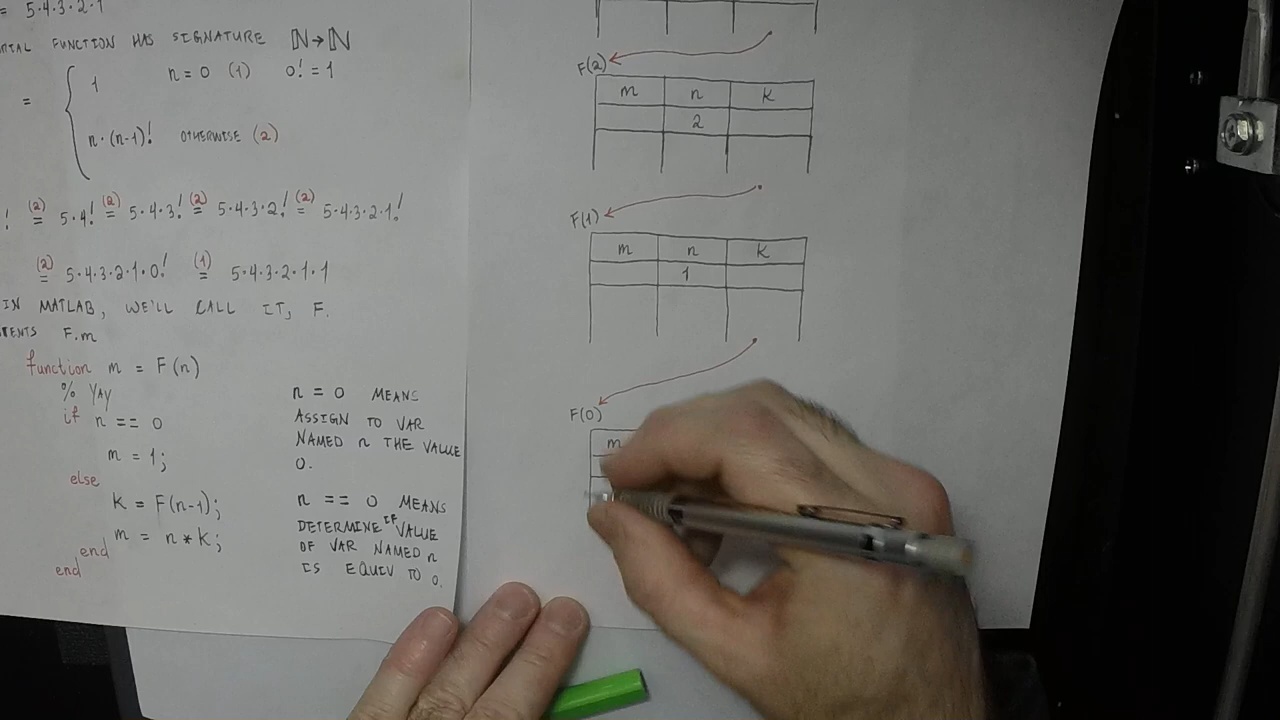 = 5·4·3·2·1
FUNCTION HAS SIGNATURE ℕ→ℕ
= { 1 n=0 (1) 0! = 1
n·(n-1)! OTHERWISE (2)
! (2)= 5·4! (2)= 5·4·3! (2)= 5·4·3·2! (2)= 5·4·3·2·1!
(2)= 5·4·3·2·1·0! (1)= 5·4·3·2·1·1
IN MATLAB, WE'LL CALL IT, F.
F.m
function m = F(n)
% YAY
if n == 0
m = 1;
else
K = F(n-1);
m = n*k;
end
end
n = 0 MEANS
ASSIGN TO VAR
NAMED n THE VALUE
0.
n == 0 MEANS
DETERMINE IF VALUE
OF VAR NAMED n
IS EQUIV TO 0.
F(2)
m n K
2
F(1)
m n K
1
F(0)
m